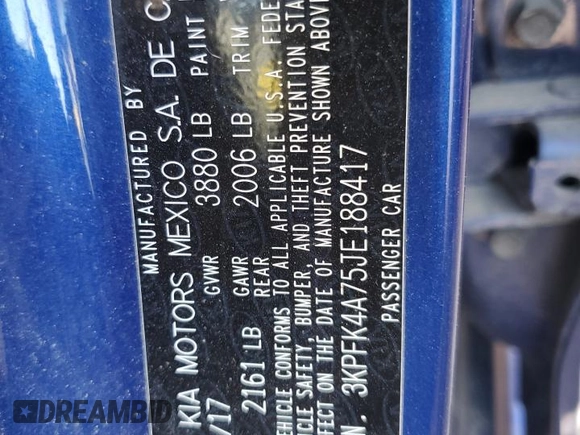 MANUFACTURED BY
KIA MOTORS MEXICO S.A. DE C
/17 GVWR 3880 LB PAINT
2161 LB GAWR REAR 2006 LB TRIM
EHICLE CONFORMS TO ALL APPLICABLE U.S.A. FEDE
ICLE SAFETY, BUMPER, AND THEFT PREVENTION STA
FECT ON THE DATE OF MANUFACTURE SHOWN ABOV
N. 3KPFK4A75JE188417
PASSENGER CAR
DREAMBID